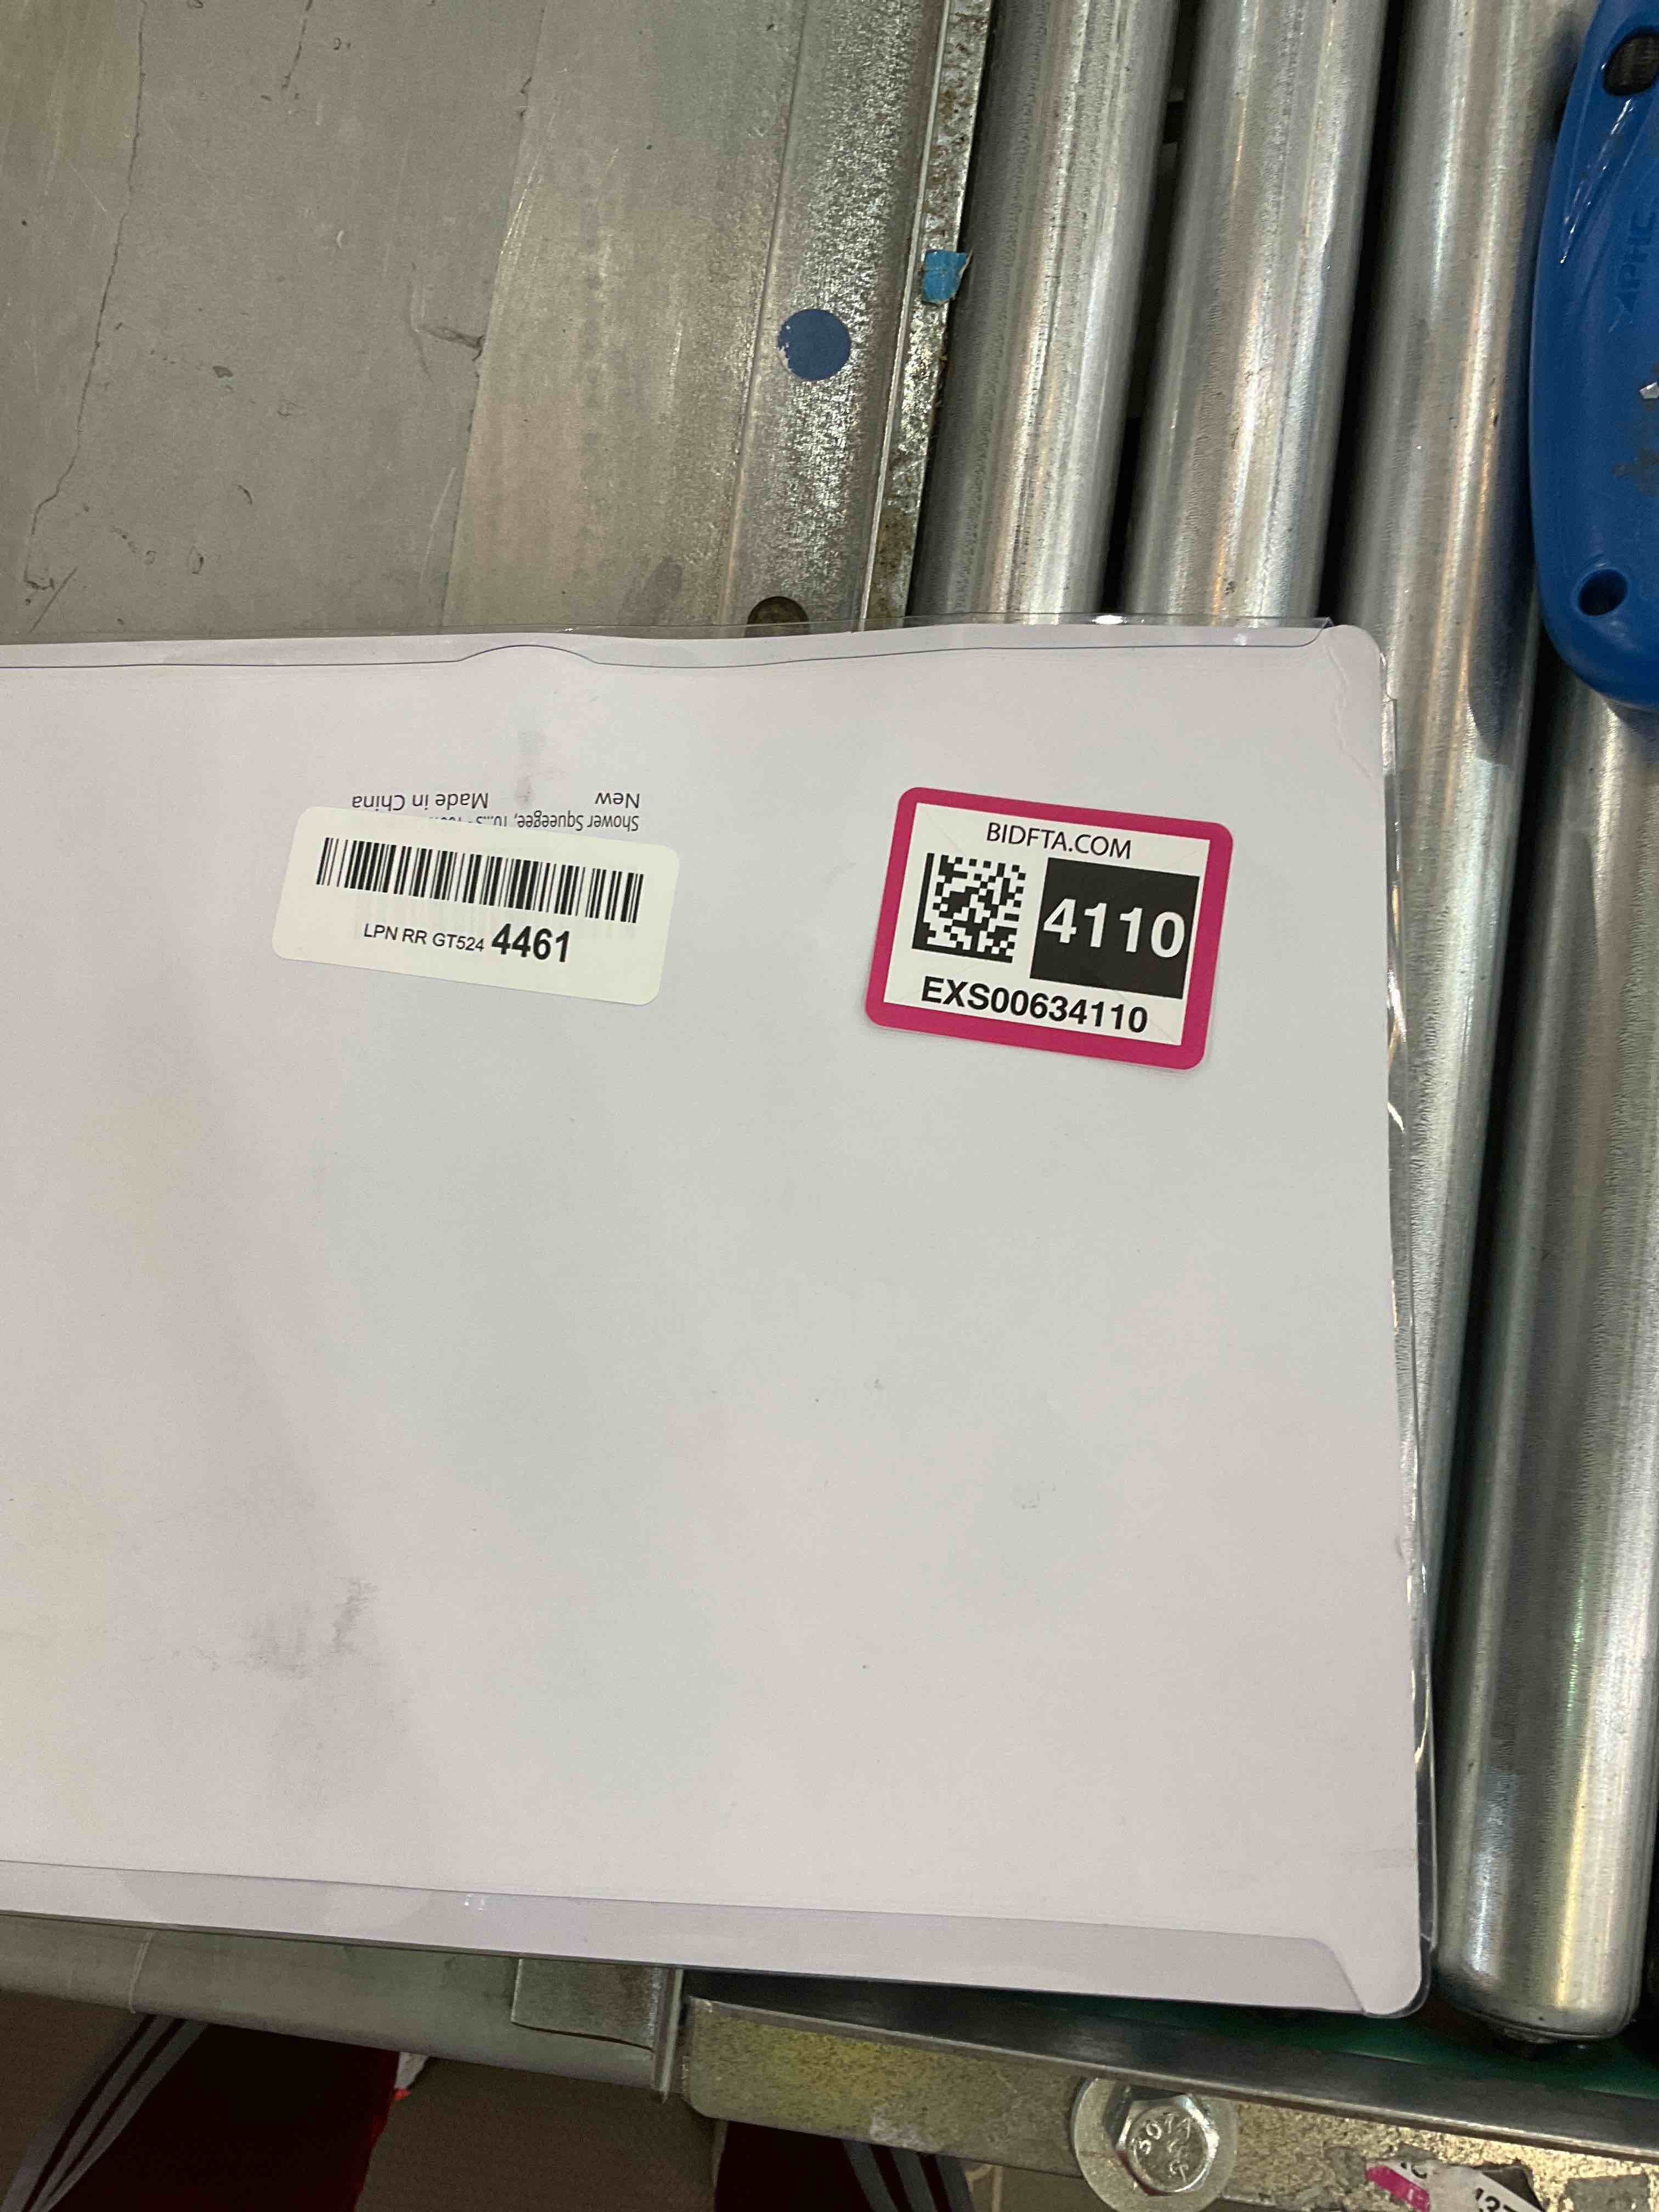 New Made in China
Shower Squeegee,
LPN RR GT524 4461
BIDFTA.COM
4110
EXS00634110